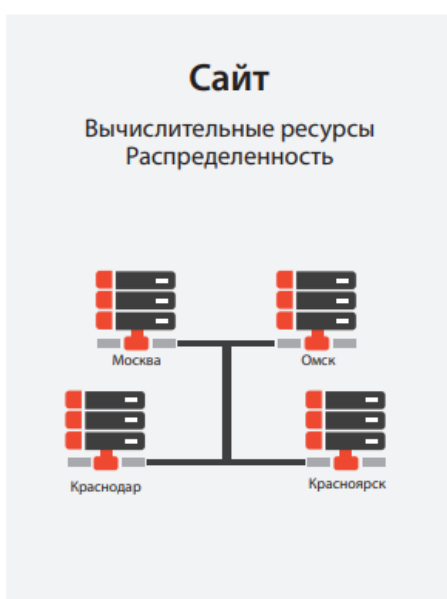 Сайт
Вычислительные ресурсы
Распределенность
Москва
Омск
Краснодар
Красноярск